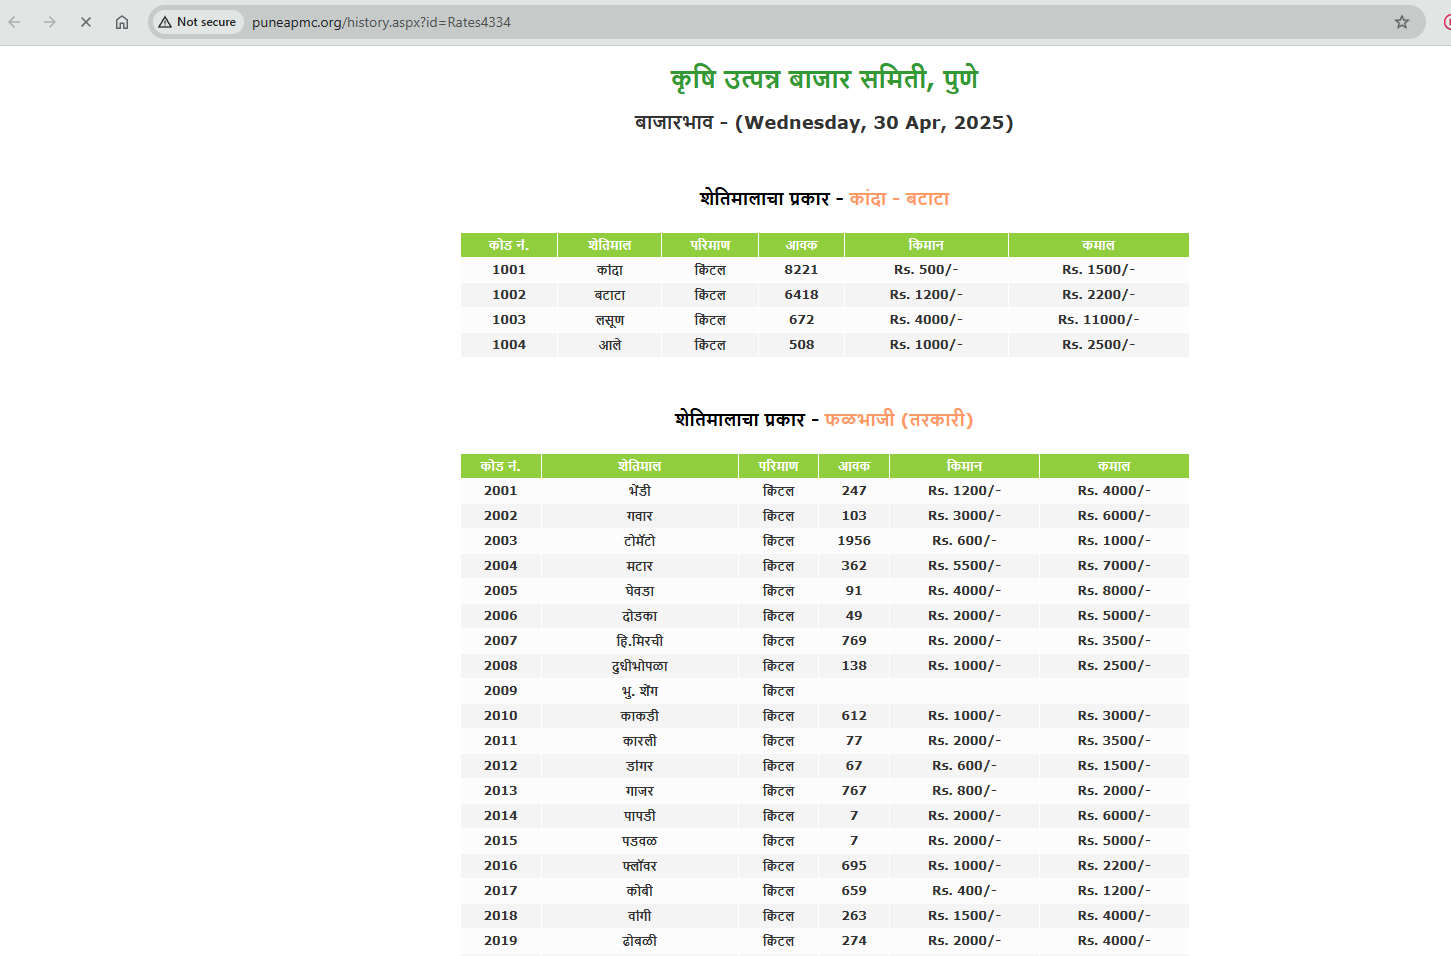 Not secure puneapmc.org/history.aspx?id=Rates4334
कृषि उत्पन्न बाजार समिती, पुणे
बाजारभाव - (Wednesday, 30 Apr, 2025)
शेतिमालाचा प्रकार - कांदा - बटाटा
कोड नं. शेतिमाल परिमाण आवक किमान कमाल
1001 कांदा क्विंटल 8221 Rs. 500/- Rs. 1500/-
1002 बटाटा क्विंटल 6418 Rs. 1200/- Rs. 2200/-
1003 लसूण क्विंटल 672 Rs. 4000/- Rs. 11000/-
1004 आले क्विंटल 508 Rs. 1000/- Rs. 2500/-
शेतिमालाचा प्रकार - फळभाजी (तरकारी)
कोड नं. शेतिमाल परिमाण आवक किमान कमाल
2001 भेंडी क्विंटल 247 Rs. 1200/- Rs. 4000/-
2002 गवार क्विंटल 103 Rs. 3000/- Rs. 6000/-
2003 टोमॅटो क्विंटल 1956 Rs. 600/- Rs. 1000/-
2004 मटार क्विंटल 362 Rs. 5500/- Rs. 7000/-
2005 घेवडा क्विंटल 91 Rs. 4000/- Rs. 8000/-
2006 दोडका क्विंटल 49 Rs. 2000/- Rs. 5000/-
2007 हि.मिरची क्विंटल 769 Rs. 2000/- Rs. 3500/-
2008 दुधीभोपळा क्विंटल 138 Rs. 1000/- Rs. 2500/-
2009 भु. शेंग क्विंटल
2010 काकडी क्विंटल 612 Rs. 1000/- Rs. 3000/-
2011 कारली क्विंटल 77 Rs. 2000/- Rs. 3500/-
2012 डांगर क्विंटल 67 Rs. 600/- Rs. 1500/-
2013 गाजर क्विंटल 767 Rs. 800/- Rs. 2000/-
2014 पापडी क्विंटल 7 Rs. 2000/- Rs. 6000/-
2015 पडवळ क्विंटल 7 Rs. 2000/- Rs. 5000/-
2016 फ्लॉवर क्विंटल 695 Rs. 1000/- Rs. 2200/-
2017 कोबी क्विंटल 659 Rs. 400/- Rs. 1200/-
2018 वांगी क्विंटल 263 Rs. 1500/- Rs. 4000/-
2019 ढोबळी क्विंटल 274 Rs. 2000/- Rs. 4000/-